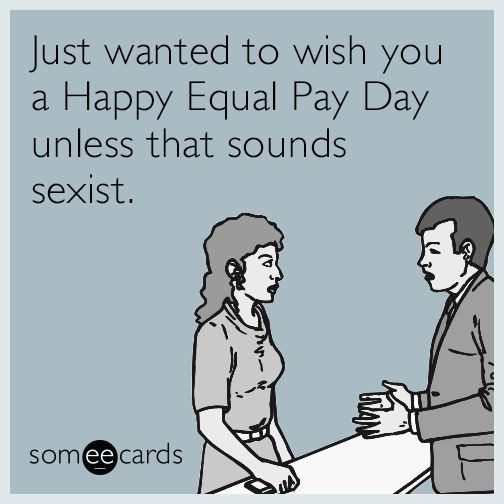 Just wanted to wish you
a Happy Equal Pay Day
unless that sounds
sexist.
someecards